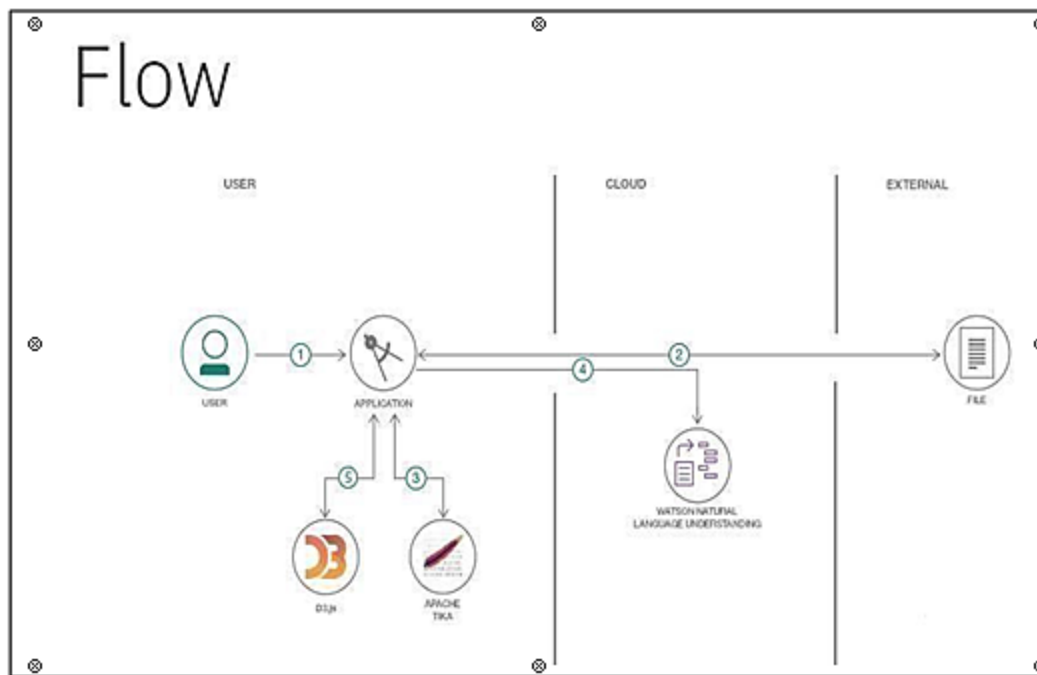 Flow
USER
CLOUD
EXTERNAL
1
2
4
USER
APPLICATION
FILE
5
3
WATSON NATURAL
LANGUAGE UNDERSTANDING
D3
D3.js
APACHE
TIKA